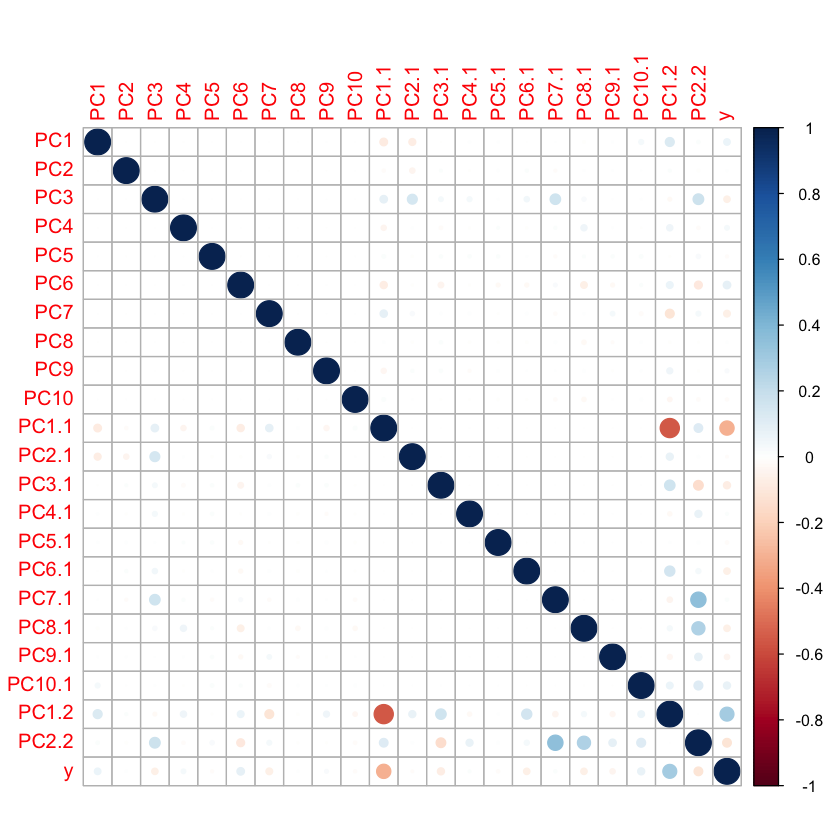 PC1
PC2
PC3
PC4
PC5
PC6
PC7
PC8
PC9
PC10
PC1.1
PC2.1
PC3.1
PC4.1
PC5.1
PC6.1
PC7.1
PC8.1
PC9.1
PC10.1
PC1.2
PC2.2
y
PC1
PC2
PC3
PC4
PC5
PC6
PC7
PC8
PC9
PC10
PC1.1
PC2.1
PC3.1
PC4.1
PC5.1
PC6.1
PC7.1
PC8.1
PC9.1
PC10.1
PC1.2
PC2.2
y
1
0.8
0.6
0.4
0.2
0
-0.2
-0.4
-0.6
-0.8
-1